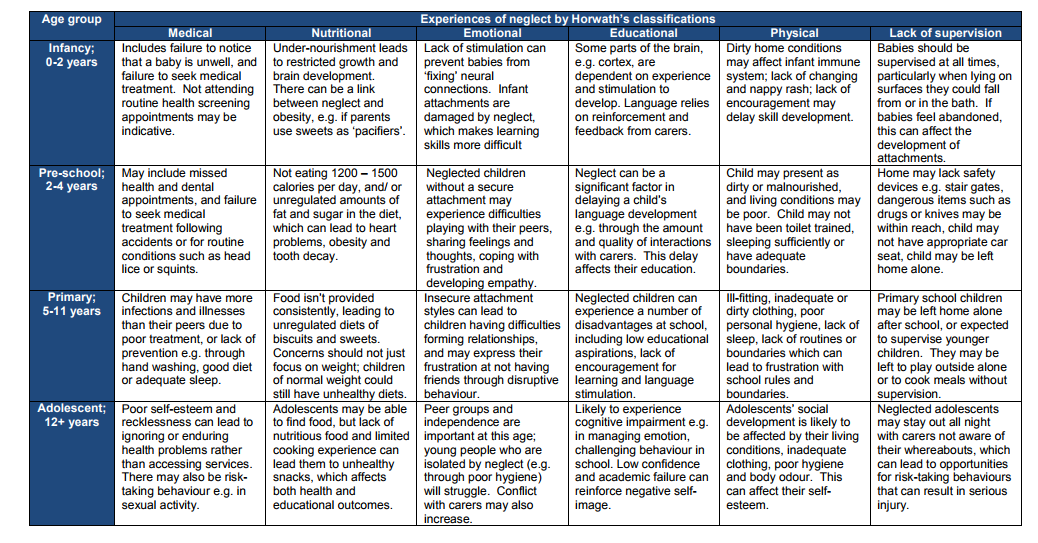 Age group
Experiences of neglect by Horwath's classifications
Medical
Nutritional
Emotional
Educational
Physical
Lack of supervision
Infancy;
0-2 years
Includes failure to notice
that a baby is unwell, and
failure to seek medical
treatment. Not attending
routine health screening
appointments may be
indicative.
Under-nourishment leads
to restricted growth and
brain development.
There can be a link
between neglect and
obesity, e.g. if parents
use sweets as 'pacifiers'.
Lack of stimulation can
prevent babies from
'fixing' neural
connections. Infant
attachments are
damaged by neglect,
which makes learning
skills more difficult
Some parts of the brain,
e.g. cortex, are
dependent on experience
and stimulation to
develop. Language relies
on reinforcement and
feedback from carers.
Dirty home conditions
may affect infant immune
system; lack of changing
and nappy rash; lack of
encouragement may
delay skill development.
Babies should be
supervised at all times,
particularly when lying on
surfaces they could fall
from or in the bath. If
babies feel abandoned,
this can affect the
development of
attachments.
Pre-school;
2-4 years
May include missed
health and dental
appointments, and failure
to seek medical
treatment following
accidents or for routine
conditions such as head
lice or squints.
Not eating 1200 – 1500
calories per day, and/ or
unregulated amounts of
fat and sugar in the diet,
which can lead to heart
problems, obesity and
tooth decay.
Neglected children
without a secure
attachment may
experience difficulties
playing with their peers,
sharing feelings and
thoughts, coping with
frustration and
developing empathy.
Neglect can be a
significant factor in
delaying a child's
language development
e.g. through the amount
and quality of interactions
with carers. This delay
affects their education.
Child may present as
dirty or malnourished,
and living conditions may
be poor. Child may not
have been toilet trained,
sleeping sufficiently or
have adequate
boundaries.
Home may lack safety
devices e.g. stair gates,
dangerous items such as
drugs or knives may be
within reach, child may
not have appropriate car
seat, child may be left
home alone.
Primary;
5-11 years
Children may have more
infections and illnesses
than their peers due to
poor treatment, or lack of
prevention e.g. through
hand washing, good diet
or adequate sleep.
Food isn't provided
consistently, leading to
unregulated diets of
biscuits and sweets.
Concerns should not just
focus on weight; children
of normal weight could
still have unhealthy diets.
Insecure attachment
styles can lead to
children having difficulties
forming relationships,
and may express their
frustration at not having
friends through disruptive
behaviour.
Neglected children can
experience a number of
disadvantages at school,
including low educational
aspirations, lack of
encouragement for
learning and language
stimulation.
Ill-fitting, inadequate or
dirty clothing, poor
personal hygiene, lack of
sleep, lack of routines or
boundaries which can
lead to frustration with
school rules and
boundaries.
Primary school children
may be left home alone
after school, or expected
to supervise younger
children. They may be
left to play outside alone
or to cook meals without
supervision.
Adolescent;
12+ years
Poor self-esteem and
recklessness can lead to
ignoring or enduring
health problems rather
than accessing services.
There may also be risk-
taking behaviour e.g. in
sexual activity.
Adolescents may be able
to find food, but lack of
nutritious food and limited
cooking experience can
lead them to unhealthy
snacks, which affects
both health and
educational outcomes.
Peer groups and
independence are
important at this age;
young people who are
isolated by neglect (e.g.
through poor hygiene)
will struggle. Conflict
with carers may also
increase.
Likely to experience
cognitive impairment e.g.
in managing emotion,
challenging behaviour in
school. Low confidence
and academic failure can
reinforce negative self-
image.
Adolescents' social
development is likely to
be affected by their living
conditions, inadequate
clothing, poor hygiene
and body odour. This
can affect their self-
esteem.
Neglected adolescents
may stay out all night
with carers not aware of
their whereabouts, which
can lead to opportunities
for risk-taking behaviours
that can result in serious
injury.